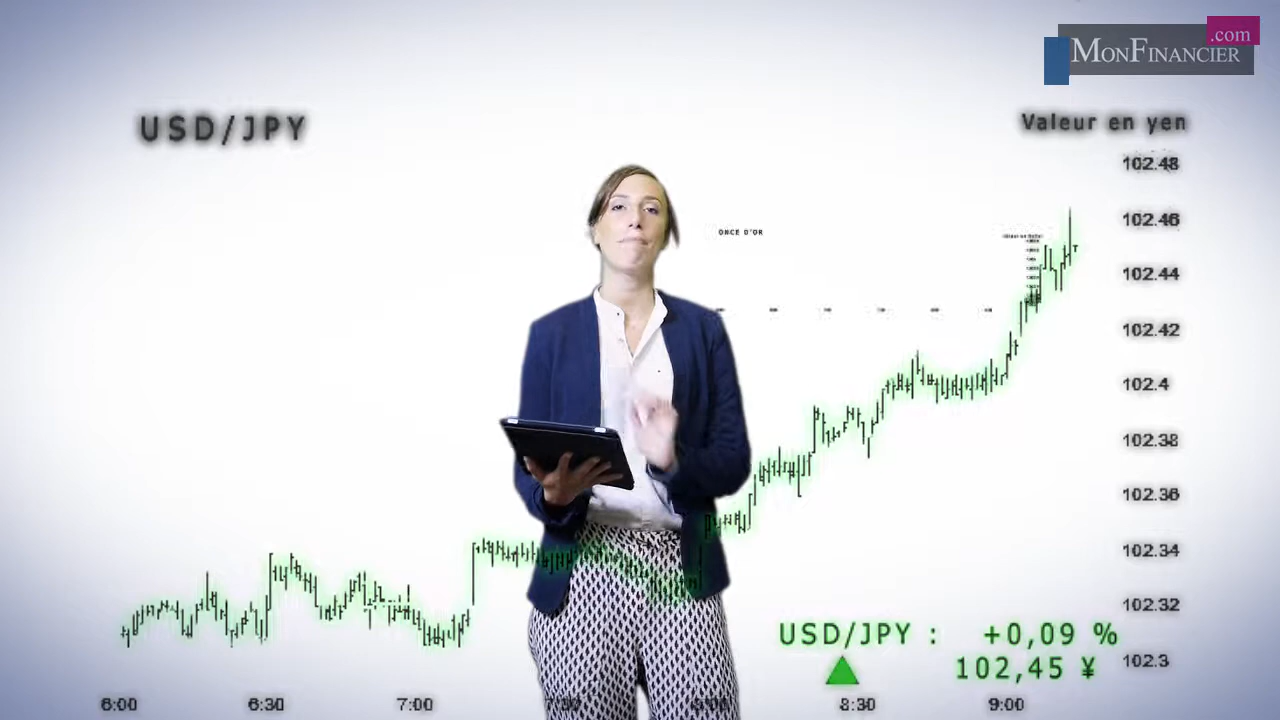 .com
MONFINANCIER
USD/JPY
Valeur en yen
102.48
102.46
ONCE D'OR
102.44
102.42
102.4
102.38
102.36
102.34
102.32
USD/JPY : +0,09 %
102,45 ¥
102.3
6:00 6:30 7:00 8:30 9:00